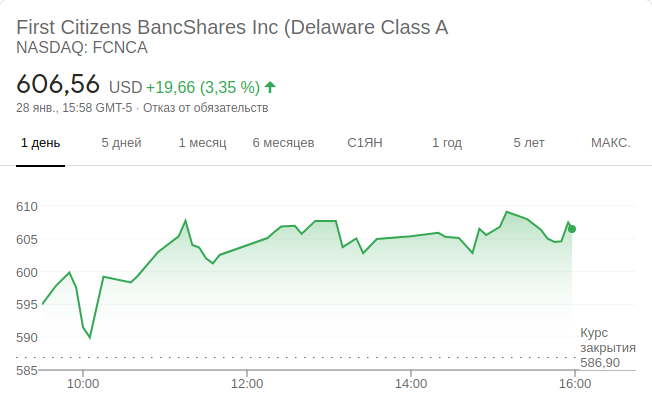 First Citizens BancShares Inc (Delaware Class A
NASDAQ: FCNCA
606,56 USD +19,66 (3,35 %)
28 янв., 15:58 GMT-5 · Отказ от обязательств
1 день 5 дней 1 месяц 6 месяцев С1ЯН 1 год 5 лет МАКС.
610
605
600
595
590
Курс
закрытия
586,90
585
10:00 12:00 14:00 16:00